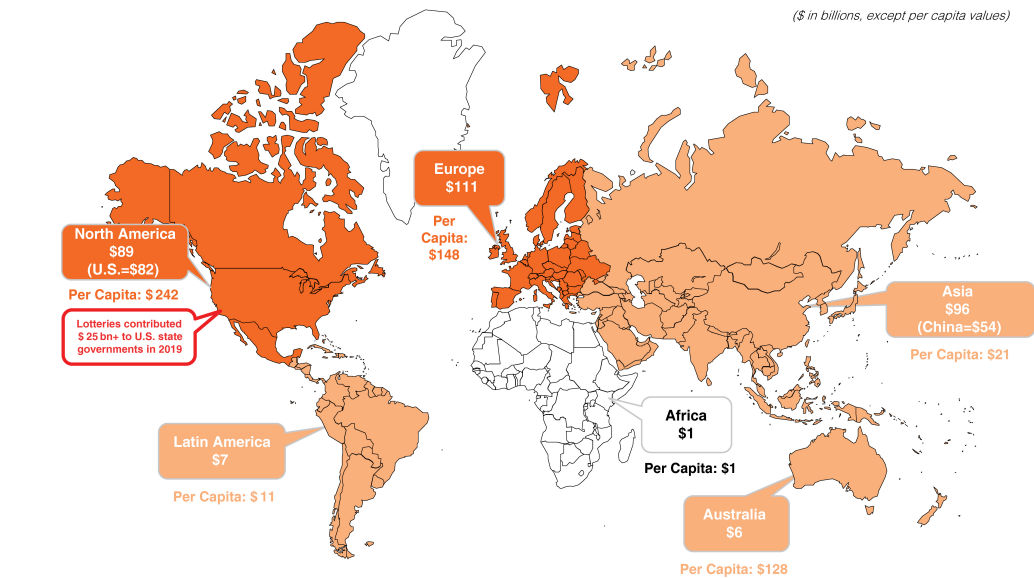 ($ in billions, except per capita values)
Europe
$111
Per
Capita:
$148
North America
$89
(U.S.=$82)
Per Capita: $242
Lotteries contributed
$25bn+ to U.S. state
governments in 2019
Asia
$96
(China=$54)
Per Capita: $21
Africa
$1
Per Capita: $1
Latin America
$7
Per Capita: $11
Australia
$6
Per Capita: $128